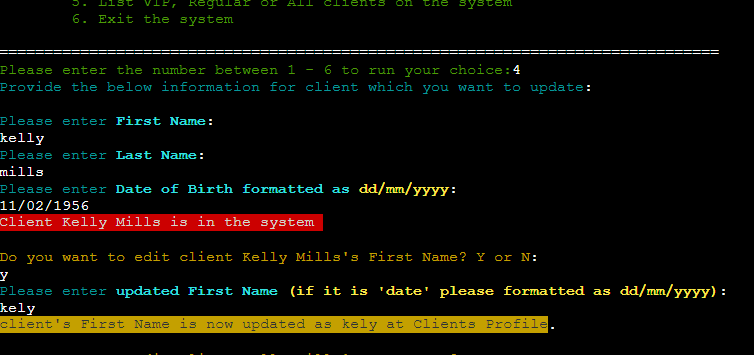 5. List VIP, Regular or All clients on the system
6. Exit the system
================================================================================
Please enter the number between 1 - 6 to run your choice:4
Provide the below information for client which you want to update:
Please enter First Name:
kelly
Please enter Last Name:
mills
Please enter Date of Birth formatted as dd/mm/yyyy:
11/02/1956
Client Kelly Mills is in the system
Do you want to edit client Kelly Mills's First Name? Y or N:
y
Please enter updated First Name (if it is 'date' please formatted as dd/mm/yyyy):
kely
client's First Name is now updated as kely at Clients Profile.